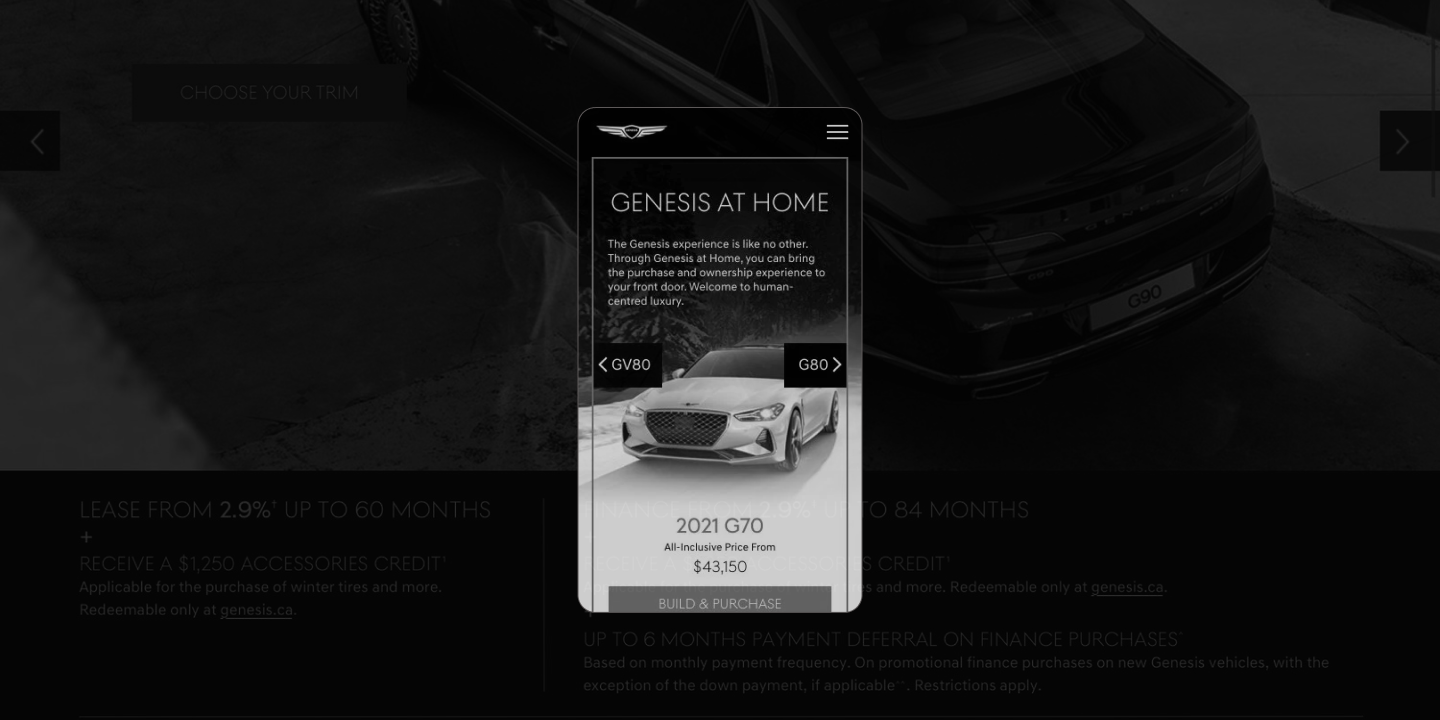 CHOOSE YOUR TRIM
GENESIS AT HOME
The Genesis experience is like no other.
Through Genesis at Home, you can bring
the purchase and ownership experience to
your front door. Welcome to human-
centred luxury.
GV80
G80
G90
2021 G70
All-Inclusive Price From
$43,150
BUILD & PURCHASE
LEASE FROM 2.9%† UP TO 60 MONTHS
+
RECEIVE A $1,250 ACCESSORIES CREDIT†
Applicable for the purchase of winter tires and more.
Redeemable only at genesis.ca.
FINANCE FROM 2.9% UP TO 84 MONTHS
ACCESSORIES CREDIT
and more. Redeemable only at genesis.ca.
UP TO 6 MONTHS PAYMENT DEFERRAL ON FINANCE PURCHASES~
Based on monthly payment frequency. On promotional finance purchases on new Genesis vehicles, with the
exception of the down payment, if applicable~~. Restrictions apply.